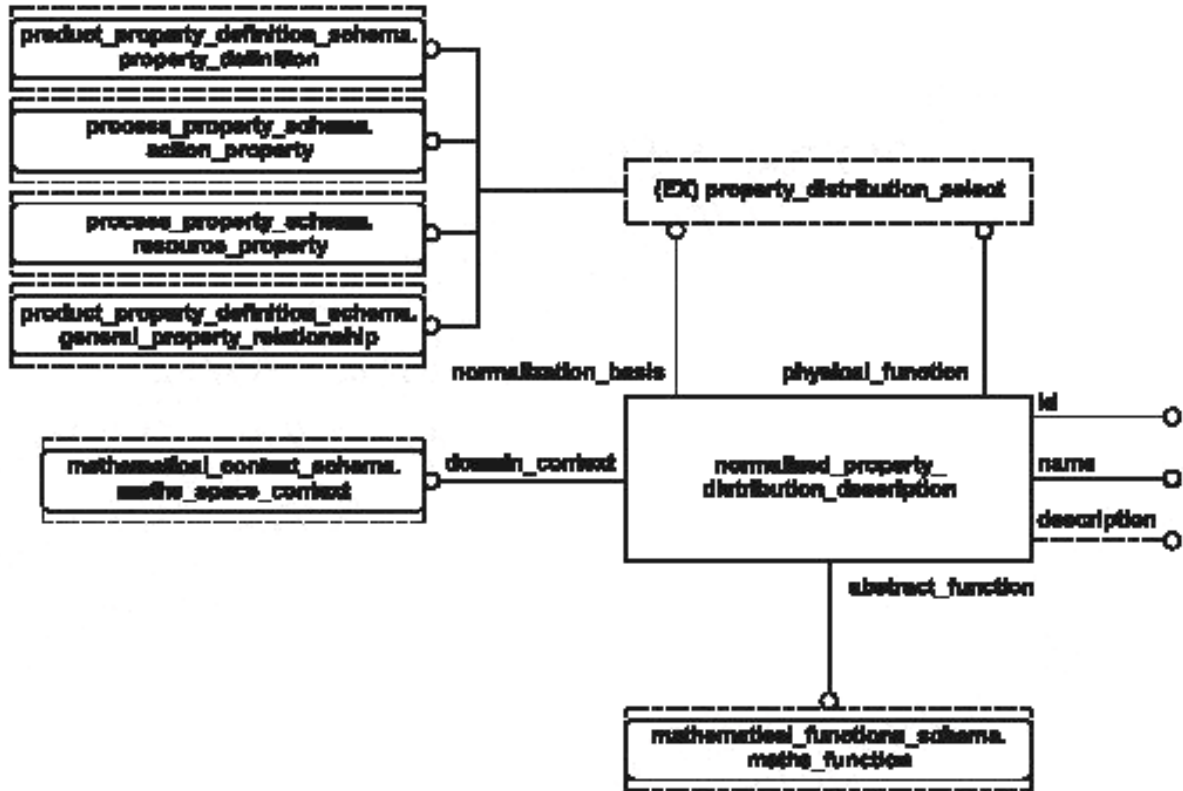 product_property_definition_schema.
property_definition
process_property_schema.
action_property
(EX) property_distribution_select
process_property_schema.
resource_property
product_property_definition_schema.
general_property_relationship
normalization_basis
physical_function
id
mathematical_context_schema.
maths_space_context
domain_context
normalised_property_
distribution_description
name
description
abstract_function
mathematical_functions_schema.
maths_function